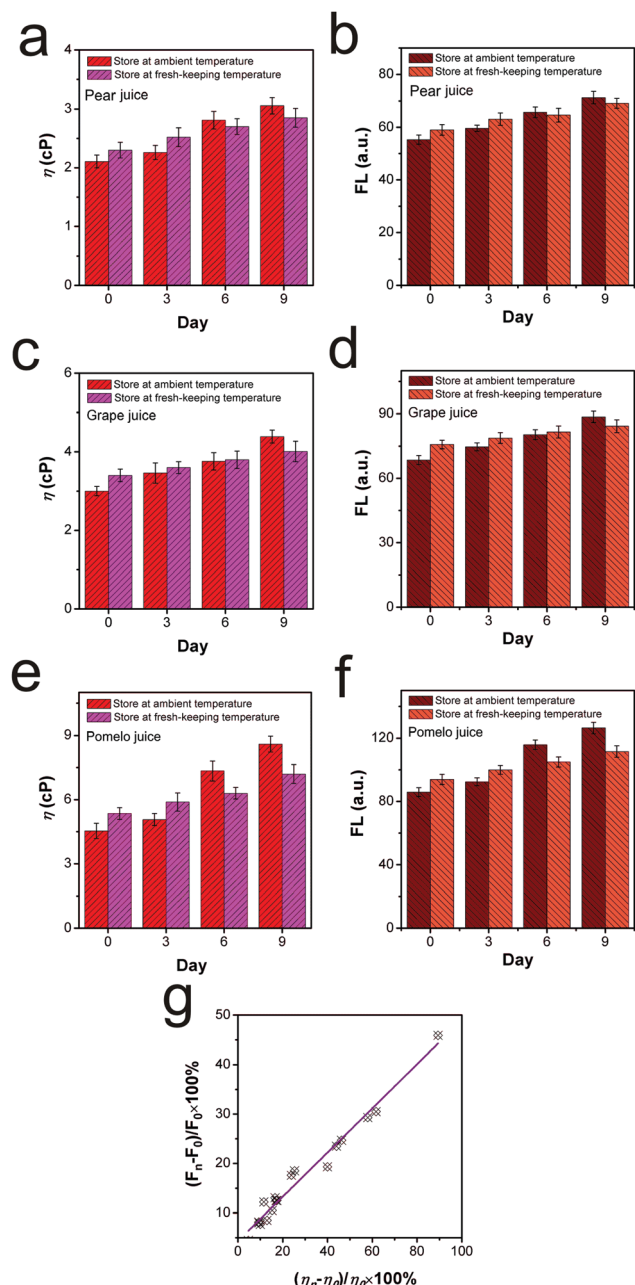 a
Store at ambient temperature
Store at fresh-keeping temperature
Pear juice
4
3
2
1
0
η (cP)
0 3 6 9
Day
b
Store at ambient temperature
Store at fresh-keeping temperature
Pear juice
80
60
40
20
0
FL (a.u.)
0 3 6 9
Day
c
Store at ambient temperature
Store at fresh-keeping temperature
Grape juice
6
4
2
0
η (cP)
0 3 6 9
Day
d
Store at ambient temperature
Store at fresh-keeping temperature
Grape juice
90
60
30
0
FL (a.u.)
0 3 6 9
Day
e
Store at ambient temperature
Store at fresh-keeping temperature
Pomelo juice
9
6
3
0
η (cP)
0 3 6 9
Day
f
Store at ambient temperature
Store at fresh-keeping temperature
Pomelo juice
120
80
40
0
FL (a.u.)
0 3 6 9
Day
g
50
40
30
20
10
(Fn-F0)/F0×100%
0 20 40 60 80 100
(ηn-η0)/η0×100%